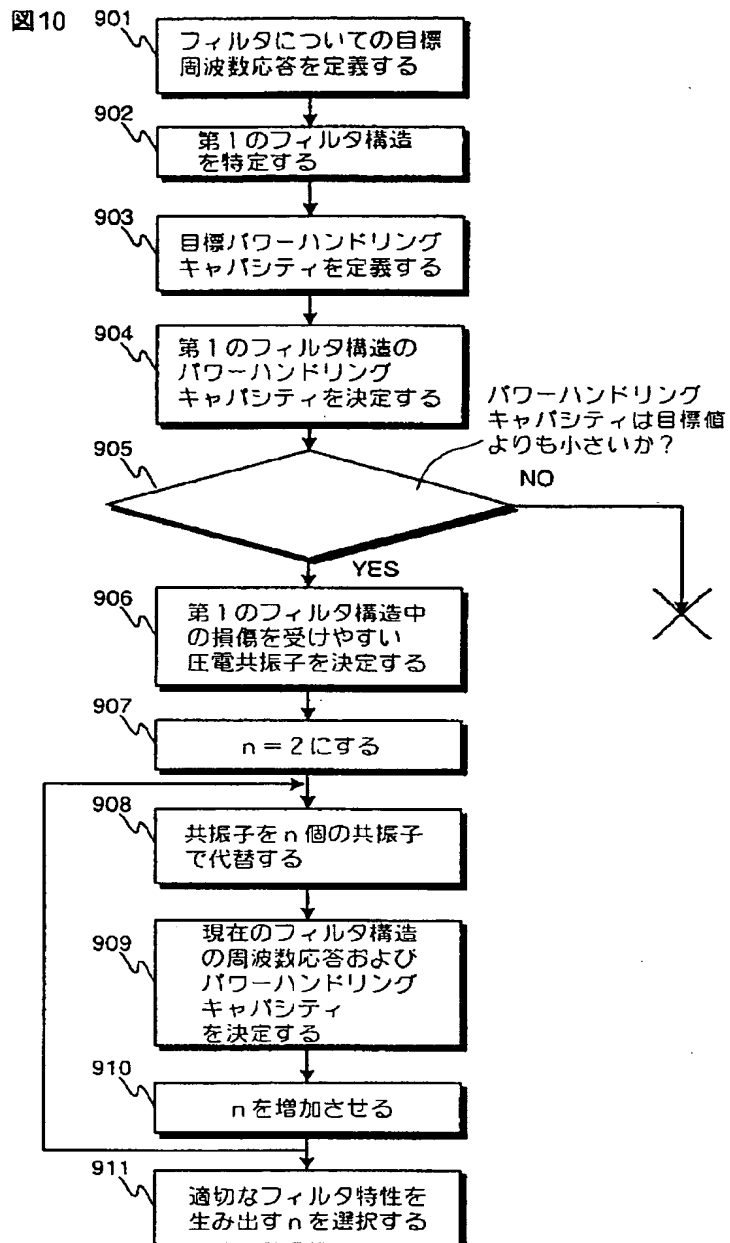 図10
901
フィルタについての目標
周波数応答を定義する
902
第1のフィルタ構造
を特定する
903
目標パワーハンドリング
キャパシティを定義する
904
第1のフィルタ構造の
パワーハンドリング
キャパシティを決定する
パワーハンドリング
キャパシティは目標値
よりも小さいか?
905
NO
YES
906
第1のフィルタ構造中
の損傷を受けやすい
圧電共振子を決定する
907
n=2にする
908
共振子をn個の共振子
で代替する
909
現在のフィルタ構造
の周波数応答および
パワーハンドリング
キャパシティ
を決定する
910
nを増加させる
911
適切なフィルタ特性を
生み出すnを選択する